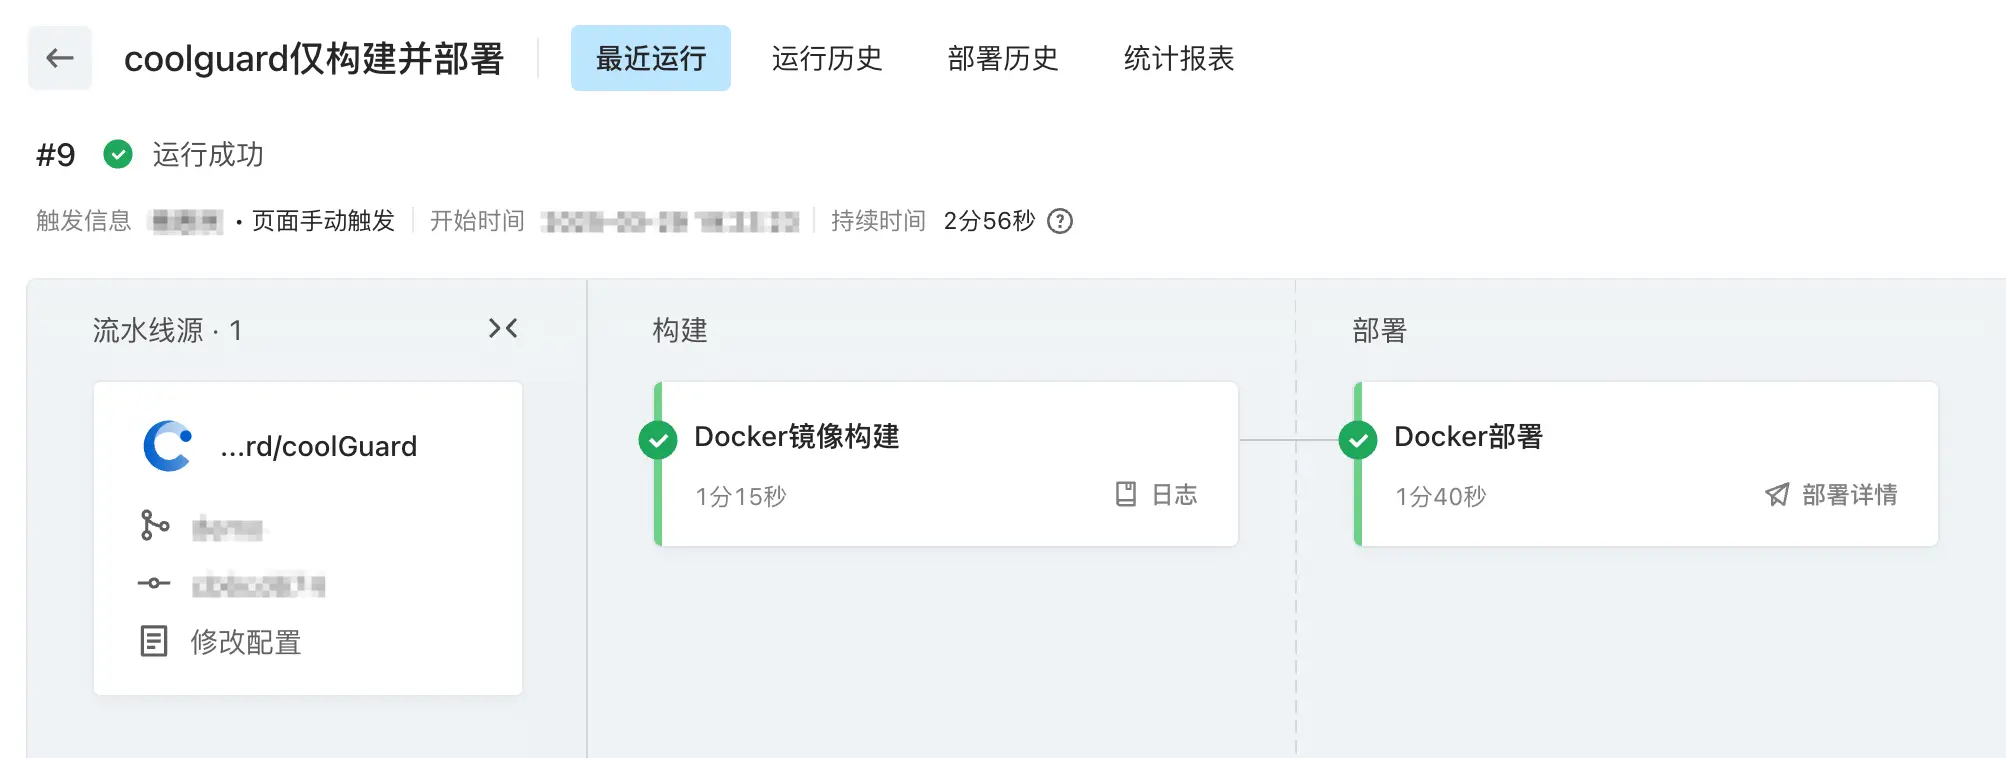 coolguard仅构建并部署 最近运行 运行历史 部署历史 统计报表
#9 运行成功
触发信息 • 页面手动触发 开始时间 持续时间 2分56秒
流水线源 · 1
...rd/coolGuard
修改配置
构建
Docker镜像构建
1分15秒 日志
部署
Docker部署
1分40秒 部署详情